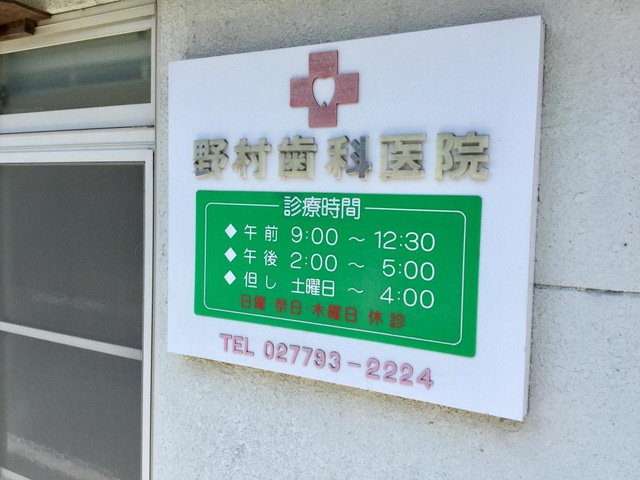 野村歯科医院
診療時間
◆午前 9:00 ～ 12:30
◆午後 2:00 ～ 5:00
◆但し 土曜日 ～ 4:00
日曜·祭日·木曜日 休診
TEL 027793-2224